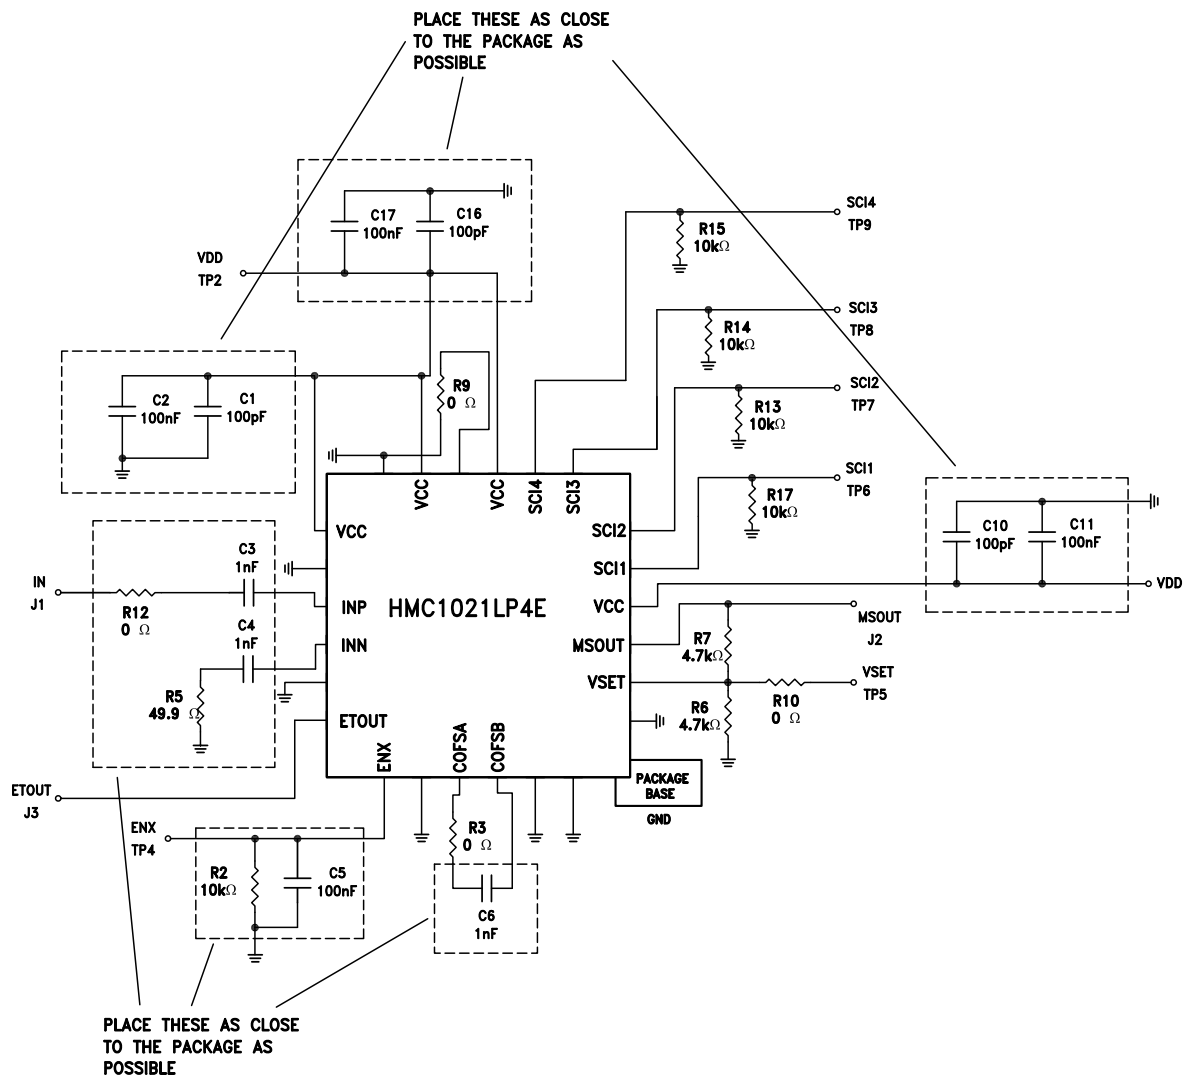 PLACE THESE AS CLOSE
TO THE PACKAGE AS
POSSIBLE
C17
100nF
C16
100pF
VDD
TP2
SCI4
TP9
R15
10kΩ
SCI3
TP8
R14
10kΩ
SCI2
TP7
R13
10kΩ
SCI1
TP6
R17
10kΩ
C2
100nF
C1
100pF
R9
0 Ω
VCC
VCC
SCI4
SCI3
VCC
INP
INN
ETOUT
HMC1021LP4E
SCI2
SCI1
VCC
MSOUT
VSET
ENX
COFSA
COFSB
C10
100pF
C11
100nF
VDD
IN
J1
R12
0 Ω
C3
1nF
C4
1nF
R5
49.9 Ω
MSOUT
J2
R7
4.7kΩ
VSET
TP5
R10
0 Ω
R6
4.7kΩ
PACKAGE
BASE
GND
ETOUT
J3
ENX
TP4
R2
10kΩ
C5
100nF
R3
0 Ω
C6
1nF
PLACE THESE AS CLOSE
TO THE PACKAGE AS
POSSIBLE